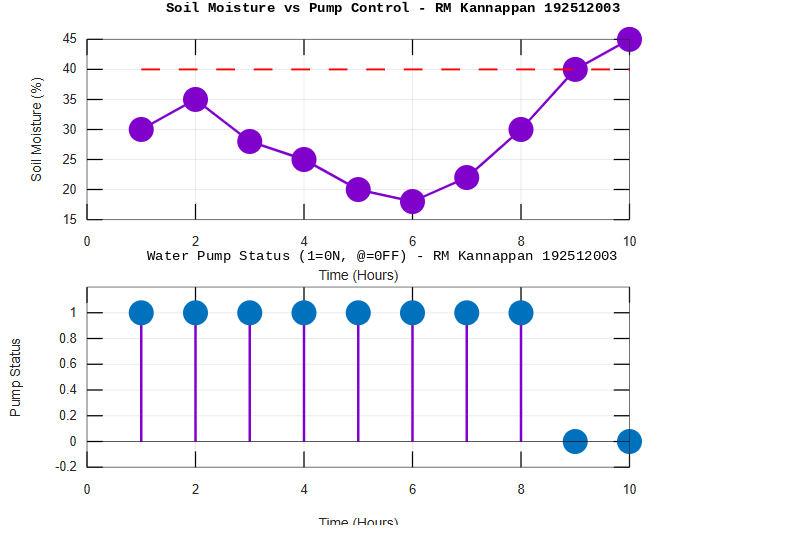 Soil Moisture vs Pump Control - RM Kannappan 192512003
45
40
35
30
25
20
15
Soil Moisture (%)
0 2 4 6 8 10
Water Pump Status (1=0N, @=0FF) - RM Kannappan 192512003
Time (Hours)
1
0.8
0.6
0.4
0.2
0
-0.2
Pump Status
0 2 4 6 8 10
Time (Hours)